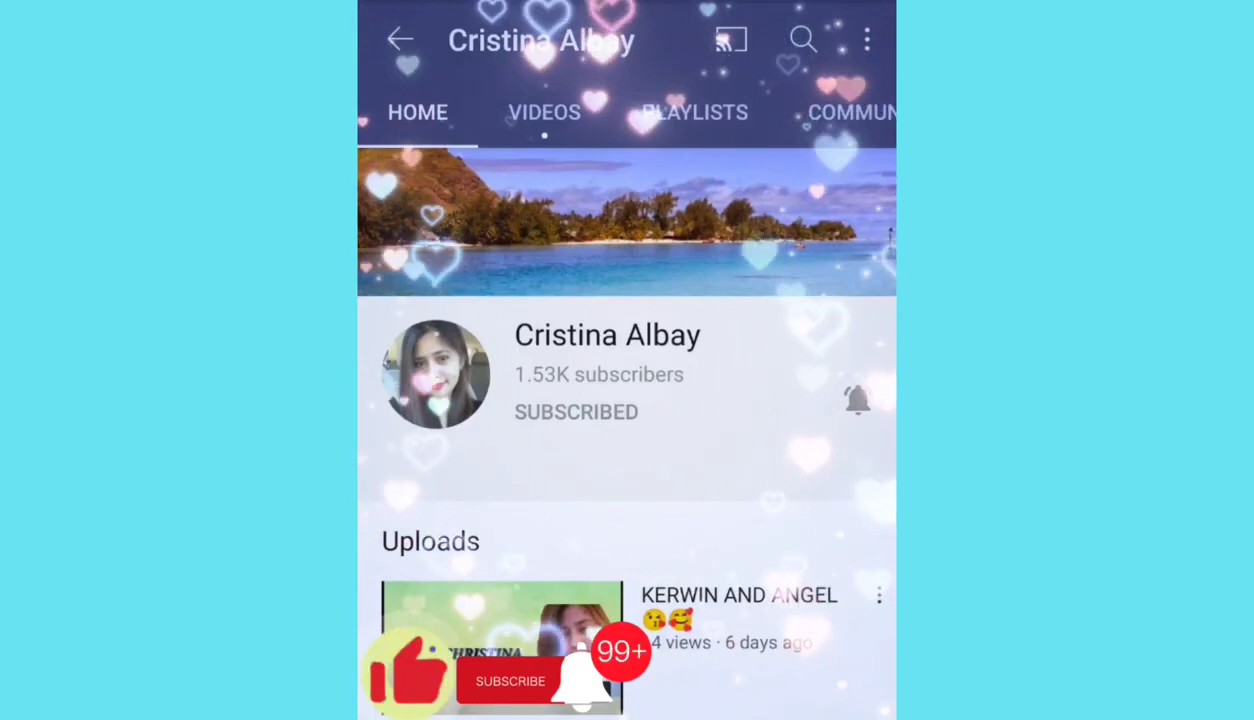 Cristina Albay
HOME VIDEOS PLAYLISTS COMMUN
Cristina Albay
1.53K subscribers
SUBSCRIBED
Uploads
KERWIN AND ANGEL
😘🥰
4 views · 6 days ago
CHRISTINA
99+
SUBSCRIBE